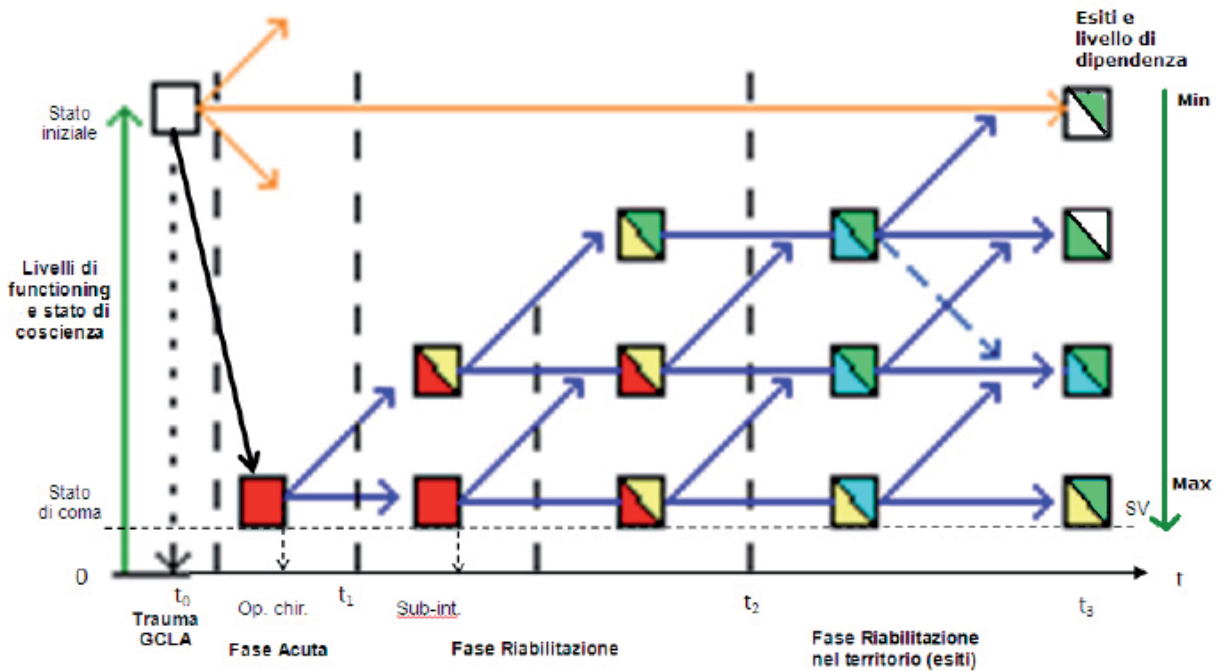 Esiti e
livello di
dipendenza
Min
Stato
iniziale
Livelli di
functioning
e stato di
coscienza
Stato
di coma
Max
SV
0
t0
t1
t2
t3
t
Op. chir.
Sub-int.
Trauma
GCLA
Fase Acuta
Fase Riabilitazione
Fase Riabilitazione
nel territorio (esiti)